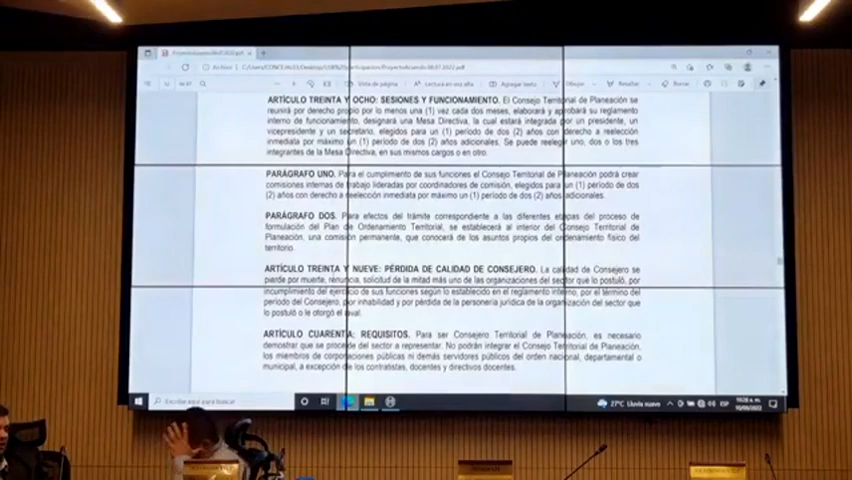 ARTÍCULO TREINTA Y OCHO: SESIONES Y FUNCIONAMIENTO. El Consejo Territorial de Planeación se
reunirá por derecho propio por lo menos una (1) vez cada dos meses, elaborará y aprobará su reglamento
interno de funcionamiento, designará una Mesa Directiva, la cual estará integrada por un presidente, un
vicepresidente y un secretario, elegidos para un (1) período de dos (2) años con derecho a reelección
inmediata por máximo un (1) período de dos (2) años adicionales. Se puede reelegir uno, dos o los tres
integrantes de la Mesa Directiva, en sus mismos cargos o en otro.
PARÁGRAFO UNO. Para el cumplimiento de sus funciones el Consejo Territorial de Planeación podrá crear
comisiones internas de trabajo lideradas por coordinadores de comisión, elegidos para un (1) período de dos
(2) años con derecho a reelección inmediata por máximo un (1) período de dos (2) años adicionales.
PARÁGRAFO DOS. Para efectos del trámite correspondiente a las diferentes etapas del proceso de
formulación del Plan de Ordenamiento Territorial, se establecerá al interior del Consejo Territorial de
Planeación, una comisión permanente, que conocerá de los asuntos propios del ordenamiento físico del
territorio.
ARTÍCULO TREINTA Y NUEVE: PÉRDIDA DE CALIDAD DE CONSEJERO. La calidad de Consejero se
pierde por muerte, renuncia, solicitud de la mitad más uno de las organizaciones del sector que lo postuló, por
incumplimiento del ejercicio de sus funciones según lo establecido en el reglamento interno, por el término del
período del Consejero, por inhabilidad y por pérdida de la personería jurídica de la organización del sector que
lo postuló o le otorgó el aval.
ARTÍCULO CUARENTA: REQUISITOS. Para ser Consejero Territorial de Planeación, es necesario
demostrar que se procede del sector a representar. No podrán integrar el Consejo Territorial de Planeación,
los miembros de corporaciones públicas ni demás servidores públicos del orden nacional, departamental o
municipal, a excepción de los contratistas, docentes y directivos docentes.
Escribe aquí para buscar
27°C Lluvia suave ESP